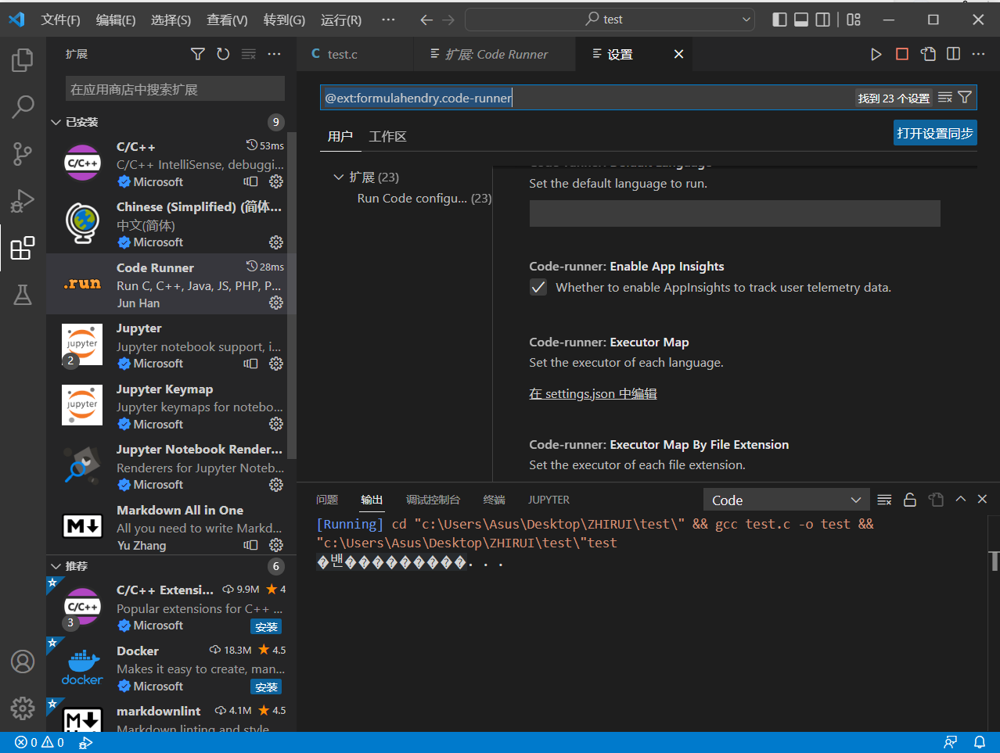 文件(F) 编辑(E) 选择(S) 查看(V) 转到(G) 运行(R) ··· test
扩展
在应用商店中搜索扩展
已安装 9
C/C++ 53ms
C/C++ IntelliSense, debuggi...
Microsoft
Chinese (Simplified) (简体...
中文(简体)
Microsoft
Code Runner 28ms
.run
Run C, C++, Java, JS, PHP, P...
Jun Han
Jupyter
jupyter
2
Jupyter notebook support, i...
Microsoft
Jupyter Keymap
jupyter
Jupyter keymaps for notebo...
Microsoft
Jupyter Notebook Render...
Renderers for Jupyter Noteb...
Microsoft
Markdown All in One
All you need to write Markd...
Yu Zhang
推荐 6
C/C++ Extensi... 9.9M 4
C/C++
3
Popular extensions for C++ ...
Microsoft 安装
Docker 18.3M 4.5
docker
Makes it easy to create, man...
Microsoft 安装
markdownlint 4.1M 4.5
Markdown linting and style
C test.c 扩展: Code Runner 设置
@ext:formulahendry.code-runner 找到 23 个设置
用户 工作区 打开设置同步
扩展 (23)
Run Code configu... (23)
Code-runner: Default Language
Set the default language to run.
Code-runner: Enable App Insights
Whether to enable AppInsights to track user telemetry data.
Code-runner: Executor Map
Set the executor of each language.
在 settings.json 中编辑
Code-runner: Executor Map By File Extension
Set the executor of each file extension.
问题 输出 调试控制台 终端 JUPYTER Code
[Running] cd "c:\Users\Asus\Desktop\ZHIRUI\test\" && gcc test.c -o test &&
"c:\Users\Asus\Desktop\ZHIRUI\test\"test
�밴���������. . .
0 0